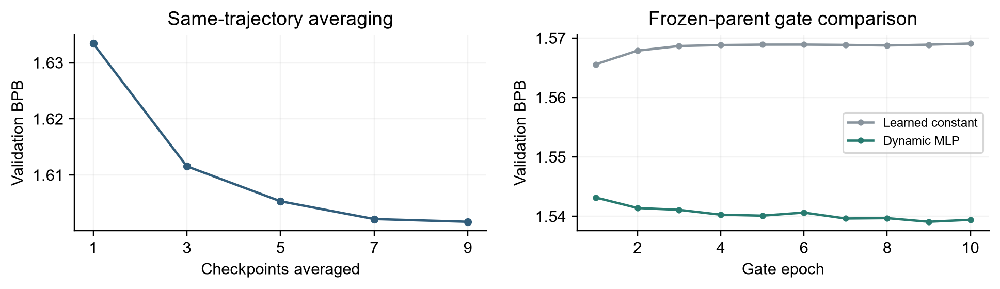 Same-trajectory averaging
Validation BPB
1.63
1.62
1.61
1
3
5
7
9
Checkpoints averaged
Frozen-parent gate comparison
Validation BPB
1.57
1.56
1.55
1.54
Learned constant
Dynamic MLP
2
4
6
8
10
Gate epoch